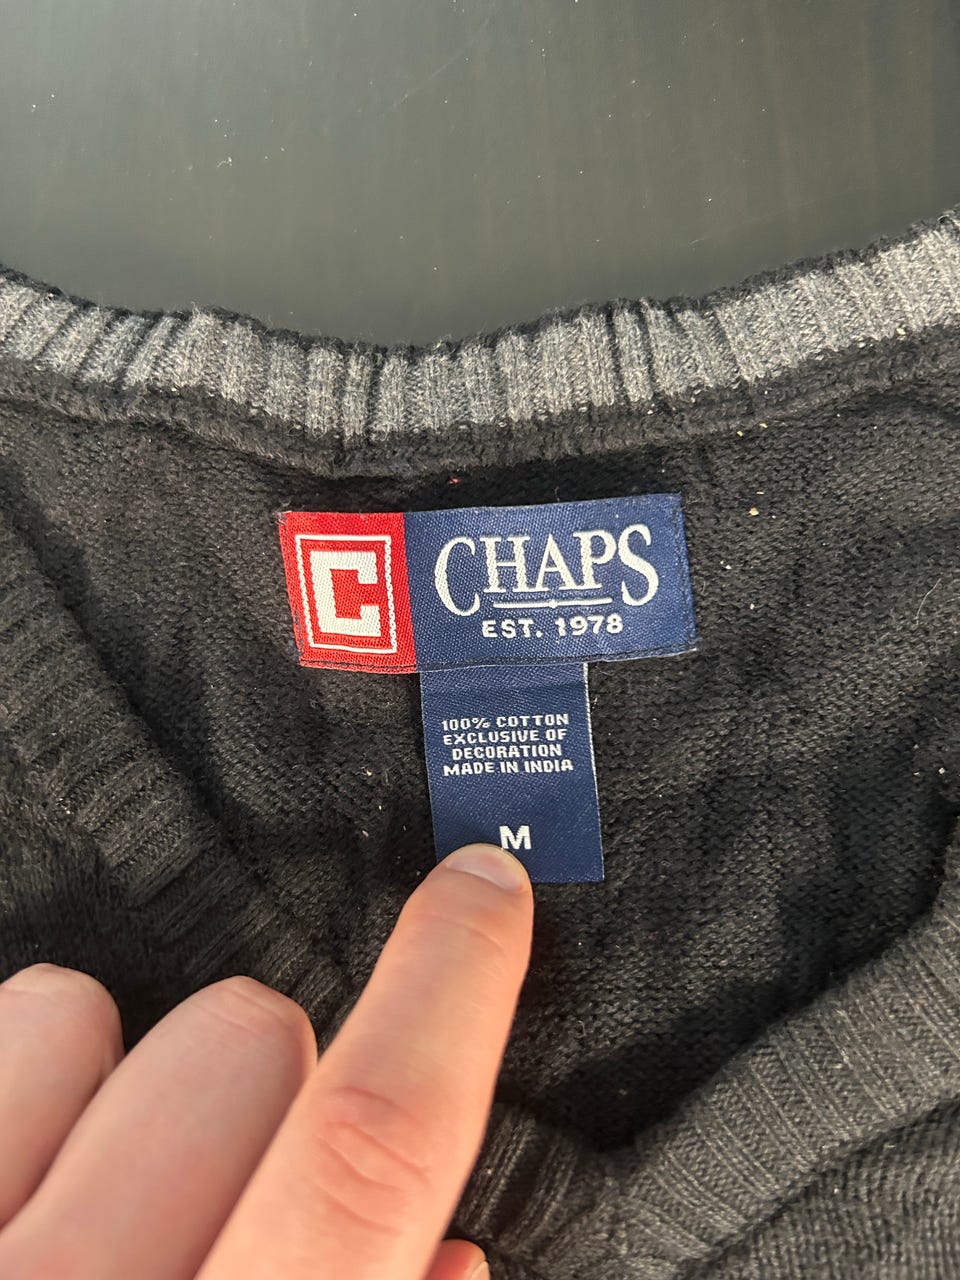 C
CHAPS
EST. 1978
100% COTTON
EXCLUSIVE OF
DECORATION
MADE IN INDIA
M